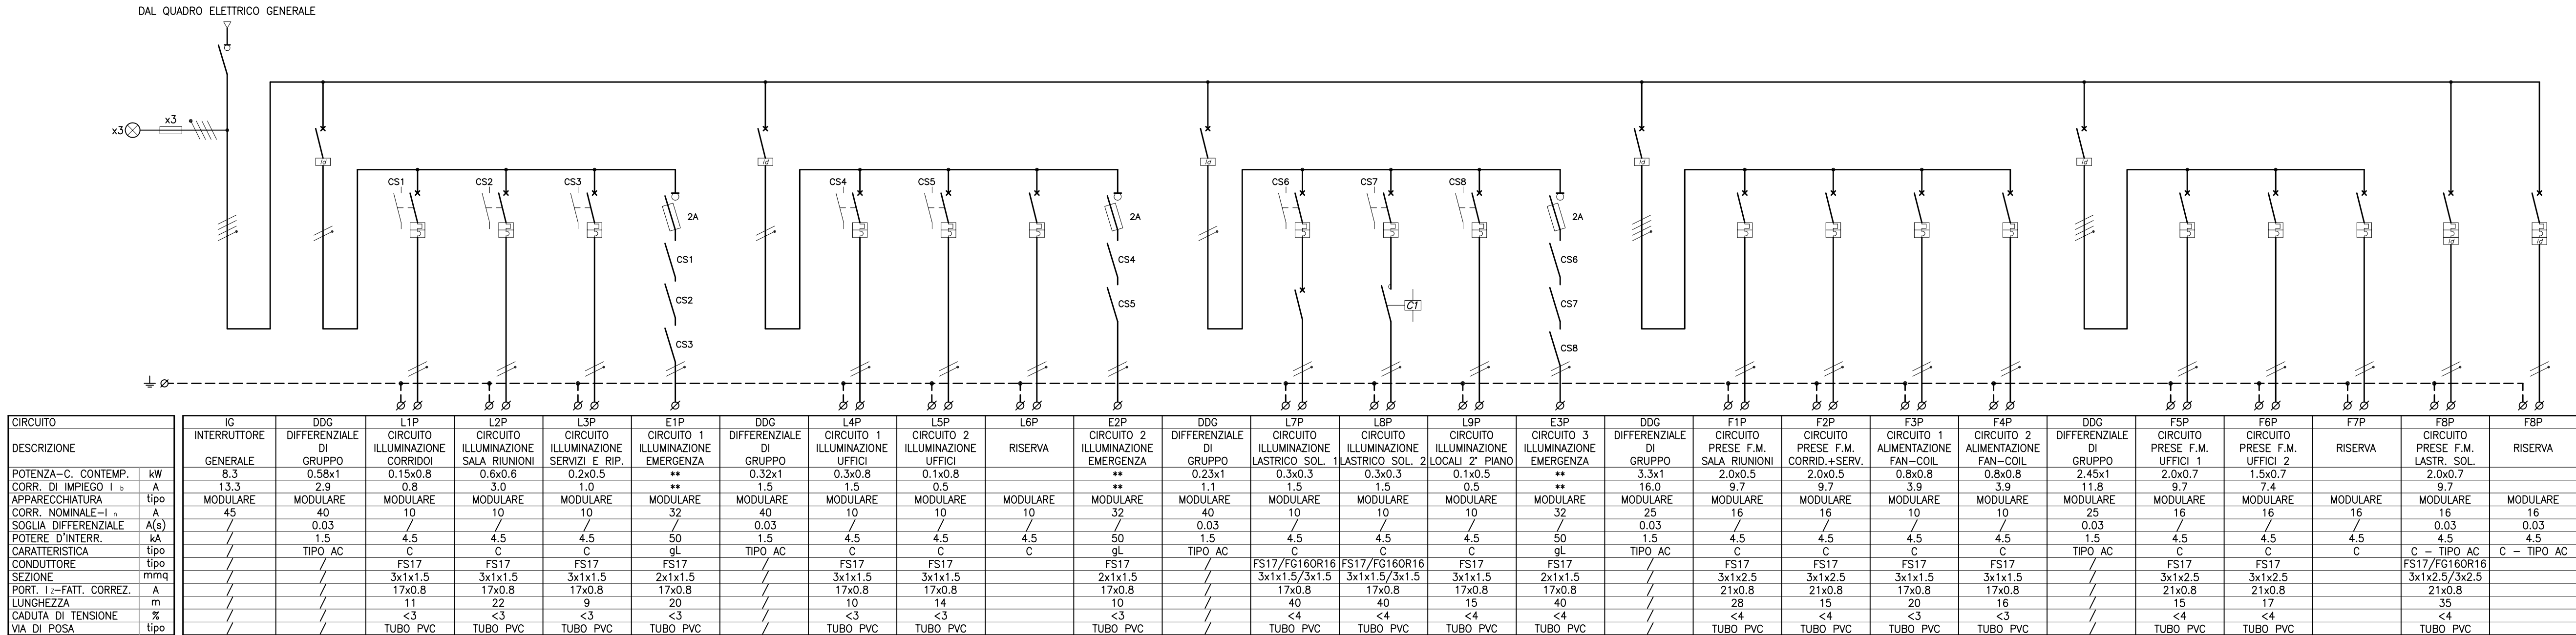 DAL QUADRO ELETTRICO GENERALE
x3 x3
Id Id Id Id Id
CS1 CS2 CS3 CS4 CS5 CS6 CS7 CS8
2A 2A 2A
Id Id
CS1 CS4 CS6
CS2 CS5 C1 CS7
CS3 CS8
CIRCUITO IG DDG L1P L2P L3P E1P DDG L4P L5P L6P E2P DDG L7P L8P L9P E3P DDG F1P F2P F3P F4P DDG F5P F6P F7P F8P F8P
INTERRUTTORE DIFFERENZIALE CIRCUITO CIRCUITO CIRCUITO CIRCUITO 1 DIFFERENZIALE CIRCUITO 1 CIRCUITO 2 CIRCUITO 2 DIFFERENZIALE CIRCUITO CIRCUITO CIRCUITO CIRCUITO 3 DIFFERENZIALE CIRCUITO CIRCUITO CIRCUITO 1 CIRCUITO 2 DIFFERENZIALE CIRCUITO CIRCUITO CIRCUITO
DESCRIZIONE DI ILLUMINAZIONE ILLUMINAZIONE ILLUMINAZIONE ILLUMINAZIONE DI ILLUMINAZIONE ILLUMINAZIONE RISERVA ILLUMINAZIONE DI ILLUMINAZIONE ILLUMINAZIONE ILLUMINAZIONE ILLUMINAZIONE DI PRESE F.M. PRESE F.M. ALIMENTAZIONE ALIMENTAZIONE DI PRESE F.M. PRESE F.M. RISERVA PRESE F.M. RISERVA
GENERALE GRUPPO CORRIDOI SALA RIUNIONI SERVIZI E RIP. EMERGENZA GRUPPO UFFICI UFFICI EMERGENZA GRUPPO LASTRICO SOL. 1 LASTRICO SOL. 2 LOCALI 2° PIANO EMERGENZA GRUPPO SALA RIUNIONI CORRID.+SERV. FAN-COIL FAN-COIL GRUPPO UFFICI 1 UFFICI 2 LASTR. SOL.
POTENZA-C. CONTEMP. kW 8.3 0.58x1 0.15x0.8 0.6x0.6 0.2x0.5 ** 0.32x1 0.3x0.8 0.1x0.8 ** 0.23x1 0.3x0.3 0.3x0.3 0.1x0.5 ** 3.3x1 2.0x0.5 2.0x0.5 0.8x0.8 0.8x0.8 2.45x1 2.0x0.7 1.5x0.7 2.0x0.7
CORR. DI IMPIEGO I b A 13.3 2.9 0.8 3.0 1.0 ** 1.5 1.5 0.5 ** 1.1 1.5 1.5 0.5 ** 16.0 9.7 9.7 3.9 3.9 11.8 9.7 7.4 9.7
APPARECCHIATURA tipo MODULARE MODULARE MODULARE MODULARE MODULARE MODULARE MODULARE MODULARE MODULARE MODULARE MODULARE MODULARE MODULARE MODULARE MODULARE MODULARE MODULARE MODULARE MODULARE MODULARE MODULARE MODULARE MODULARE MODULARE MODULARE MODULARE MODULARE
CORR. NOMINALE-I n A 45 40 10 10 10 32 40 10 10 10 32 40 10 10 10 32 25 16 16 10 10 25 16 16 16 16 16
SOGLIA DIFFERENZIALE A(s) / 0.03 / / / / 0.03 / / / / 0.03 / / / / 0.03 / / / / 0.03 / / / 0.03 0.03
POTERE D'INTERR. kA / 1.5 4.5 4.5 4.5 50 1.5 4.5 4.5 4.5 50 1.5 4.5 4.5 4.5 50 1.5 4.5 4.5 4.5 4.5 1.5 4.5 4.5 4.5 4.5 4.5
CARATTERISTICA tipo / TIPO AC C C C gL TIPO AC C C C gL TIPO AC C C C gL TIPO AC C C C C TIPO AC C C C C - TIPO AC C - TIPO AC
CONDUTTORE tipo / / FS17 FS17 FS17 FS17 / FS17 FS17 FS17 / FS17/FG16OR16 FS17/FG16OR16 FS17 FS17 / FS17 FS17 FS17 FS17 / FS17 FS17 FS17/FG16OR16
SEZIONE mmq / / 3x1x1.5 3x1x1.5 3x1x1.5 2x1x1.5 / 3x1x1.5 3x1x1.5 2x1x1.5 / 3x1x1.5/3x1.5 3x1x1.5/3x1.5 3x1x1.5 2x1x1.5 / 3x1x2.5 3x1x2.5 3x1x1.5 3x1x1.5 / 3x1x2.5 3x1x2.5 3x1x2.5/3x2.5
PORT. Iz-FATT. CORREZ. A / / 17x0.8 17x0.8 17x0.8 17x0.8 / 17x0.8 17x0.8 17x0.8 / 17x0.8 17x0.8 17x0.8 17x0.8 / 21x0.8 21x0.8 17x0.8 17x0.8 / 21x0.8 21x0.8 21x0.8
LUNGHEZZA m / / 11 22 9 20 / 10 14 10 / 40 40 15 40 / 28 15 20 16 / 15 17 35
CADUTA DI TENSIONE % / / <3 <3 <3 <3 / <3 <3 <3 / <4 <4 <4 <4 / <4 <4 <3 <3 / <4 <4 <4
VIA DI POSA tipo / / TUBO PVC TUBO PVC TUBO PVC TUBO PVC / TUBO PVC TUBO PVC TUBO PVC / TUBO PVC TUBO PVC TUBO PVC TUBO PVC / TUBO PVC TUBO PVC TUBO PVC TUBO PVC / TUBO PVC TUBO PVC TUBO PVC